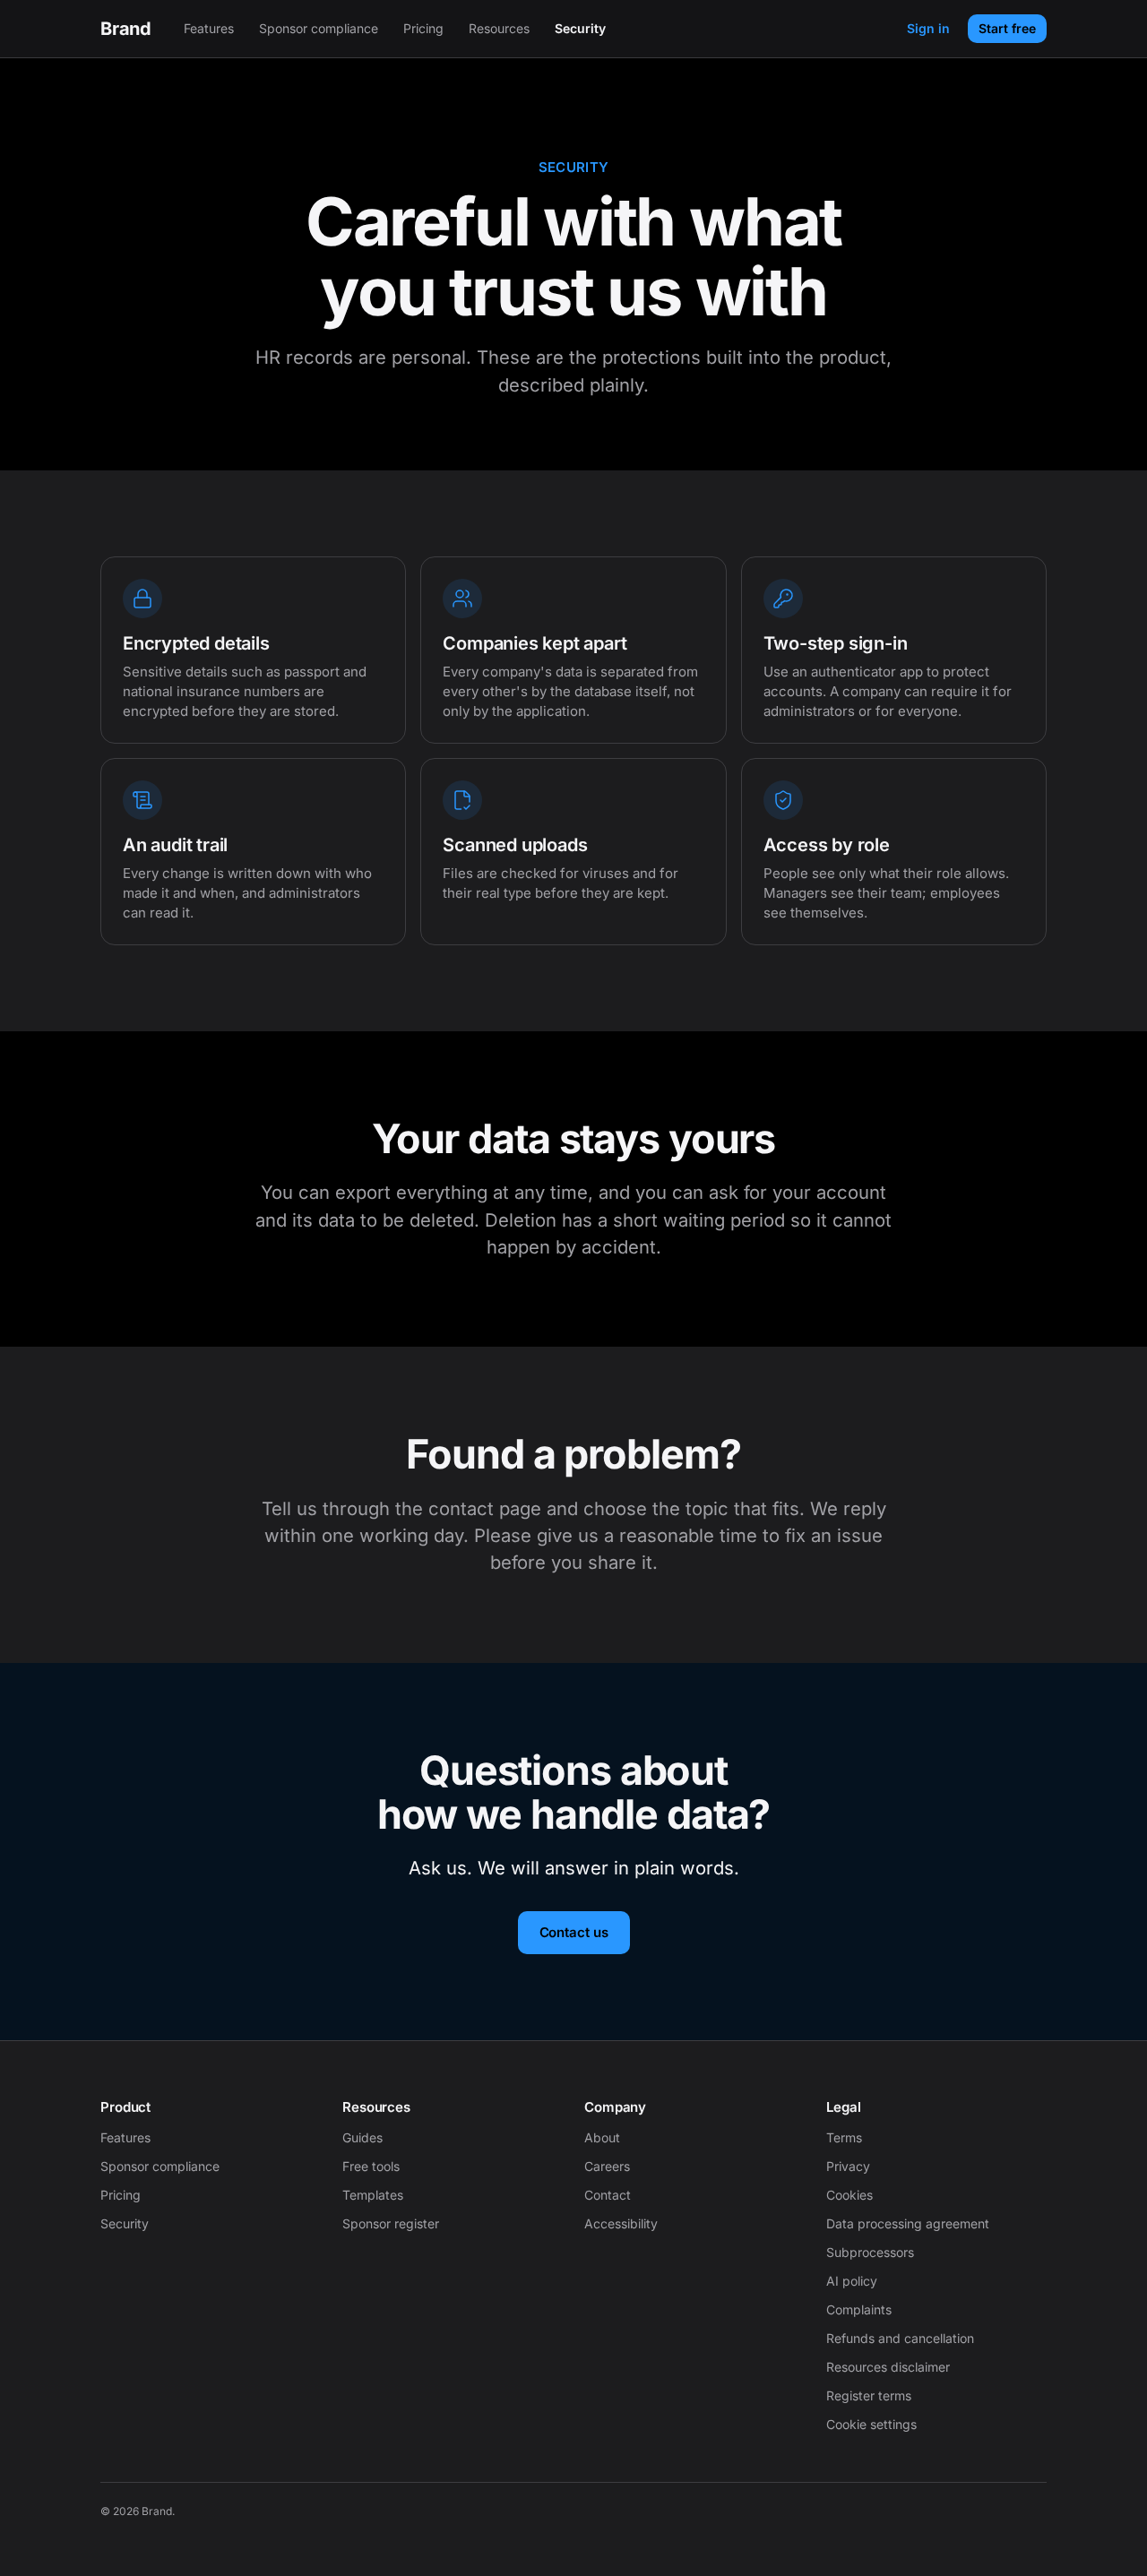 Brand
Features
Sponsor compliance
Pricing
Resources
Security
Sign in
Start free
SECURITY
Careful with what
you trust us with
HR records are personal. These are the protections built into the product,
described plainly.
Encrypted details
Sensitive details such as passport and
national insurance numbers are
encrypted before they are stored.
Companies kept apart
Every company's data is separated from
every other's by the database itself, not
only by the application.
Two-step sign-in
Use an authenticator app to protect
accounts. A company can require it for
administrators or for everyone.
An audit trail
Every change is written down with who
made it and when, and administrators
can read it.
Scanned uploads
Files are checked for viruses and for
their real type before they are kept.
Access by role
People see only what their role allows.
Managers see their team; employees
see themselves.
Your data stays yours
You can export everything at any time, and you can ask for your account
and its data to be deleted. Deletion has a short waiting period so it cannot
happen by accident.
Found a problem?
Tell us through the contact page and choose the topic that fits. We reply
within one working day. Please give us a reasonable time to fix an issue
before you share it.
Questions about
how we handle data?
Ask us. We will answer in plain words.
Contact us
Product
Features
Sponsor compliance
Pricing
Security
Resources
Guides
Free tools
Templates
Sponsor register
Company
About
Careers
Contact
Accessibility
Legal
Terms
Privacy
Cookies
Data processing agreement
Subprocessors
AI policy
Complaints
Refunds and cancellation
Resources disclaimer
Register terms
Cookie settings
© 2026 Brand.